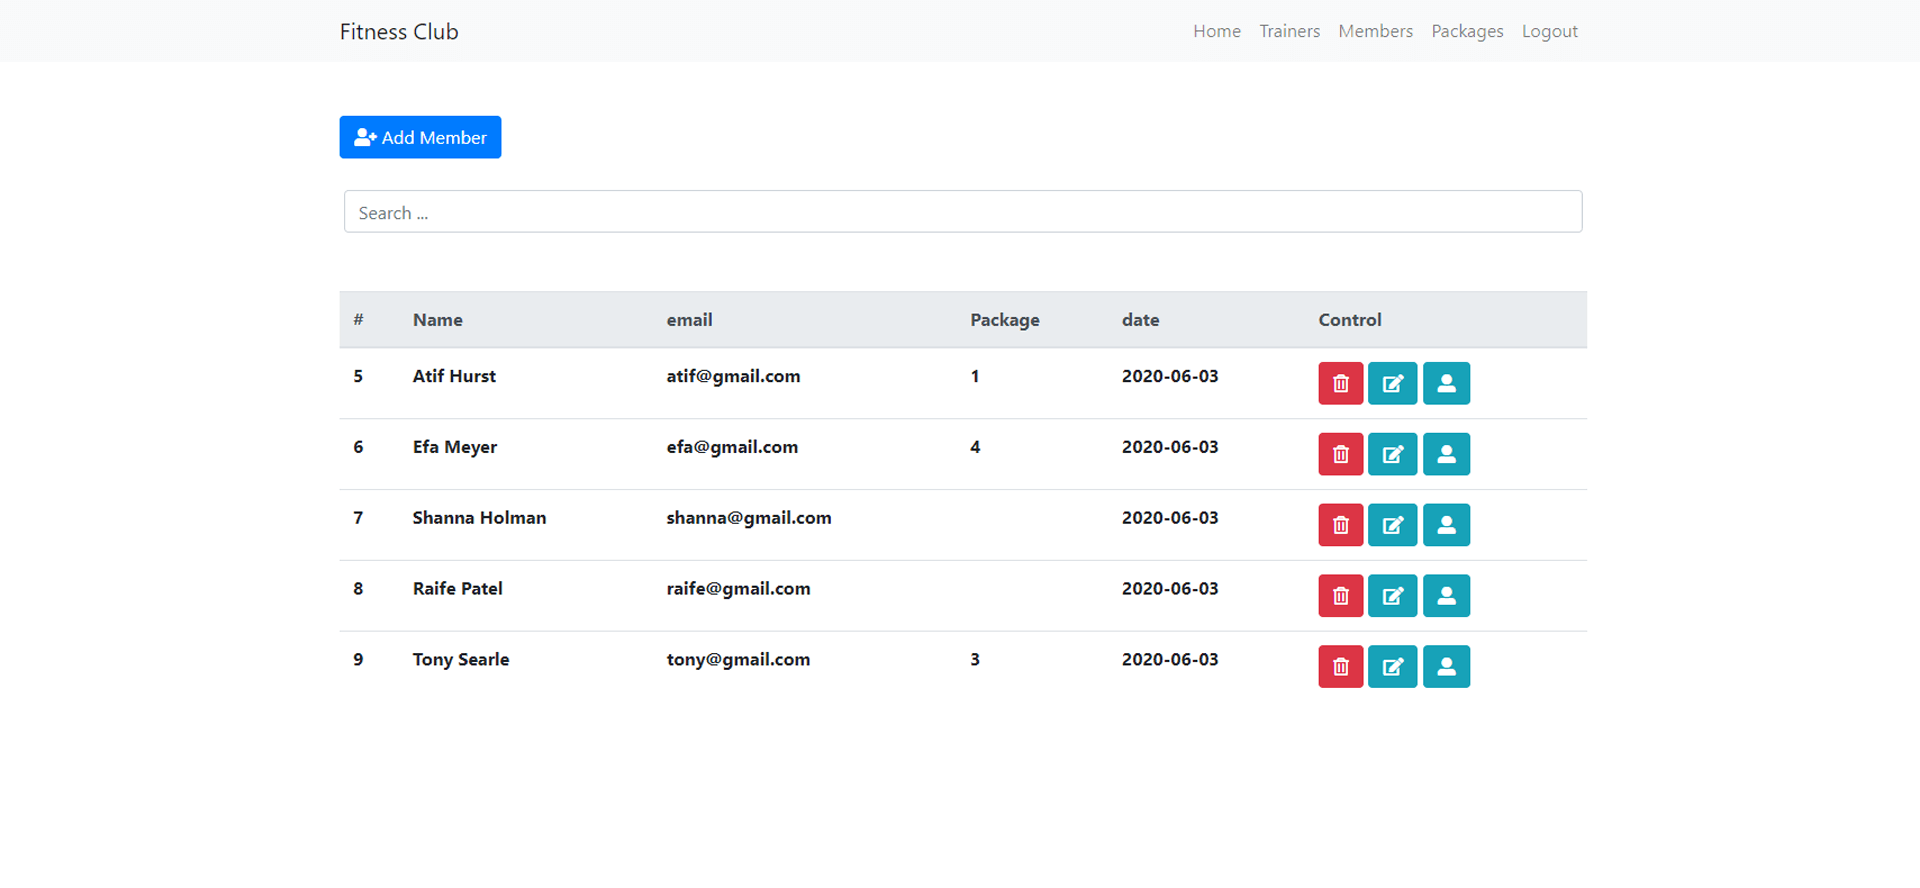 Fitness Club Home Trainers Members Packages Logout
Add Member
Search ...
# Name email Package date Control
5 Atif Hurst atif@gmail.com 1 2020-06-03
6 Efa Meyer efa@gmail.com 4 2020-06-03
7 Shanna Holman shanna@gmail.com 2020-06-03
8 Raife Patel raife@gmail.com 2020-06-03
9 Tony Searle tony@gmail.com 3 2020-06-03